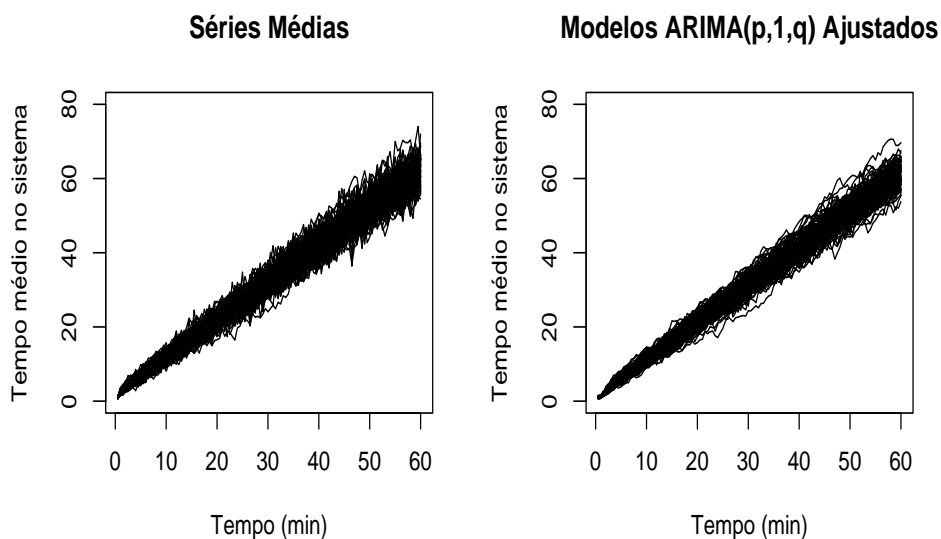 Séries Médias
Tempo médio no sistema
80
60
40
20
0
0 10 20 30 40 50 60
Tempo (min)
Modelos ARIMA(p,1,q) Ajustados
Tempo médio no sistema
80
60
40
20
0
0 10 20 30 40 50 60
Tempo (min)